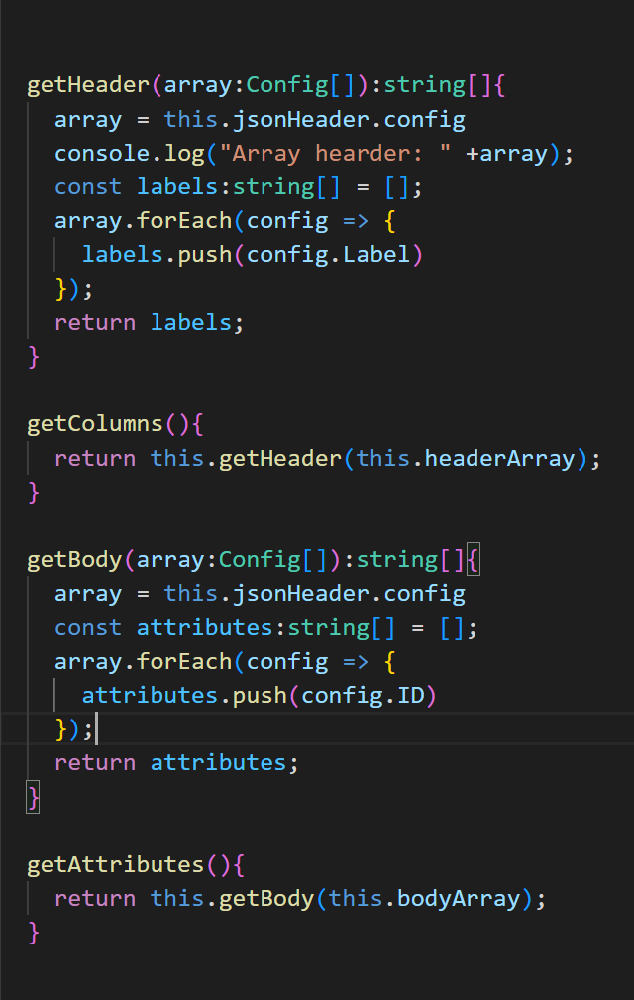 getHeader(array:Config[]):string[]{
  array = this.jsonHeader.config
  console.log("Array hearder: " +array);
  const labels:string[] = [];
  array.forEach(config => {
    labels.push(config.Label)
  });
  return labels;
}
getColumns(){
  return this.getHeader(this.headerArray);
}
getBody(array:Config[]):string[]{
  array = this.jsonHeader.config
  const attributes:string[] = [];
  array.forEach(config => {
    attributes.push(config.ID)
  });
  return attributes;
}
getAttributes(){
  return this.getBody(this.bodyArray);
}